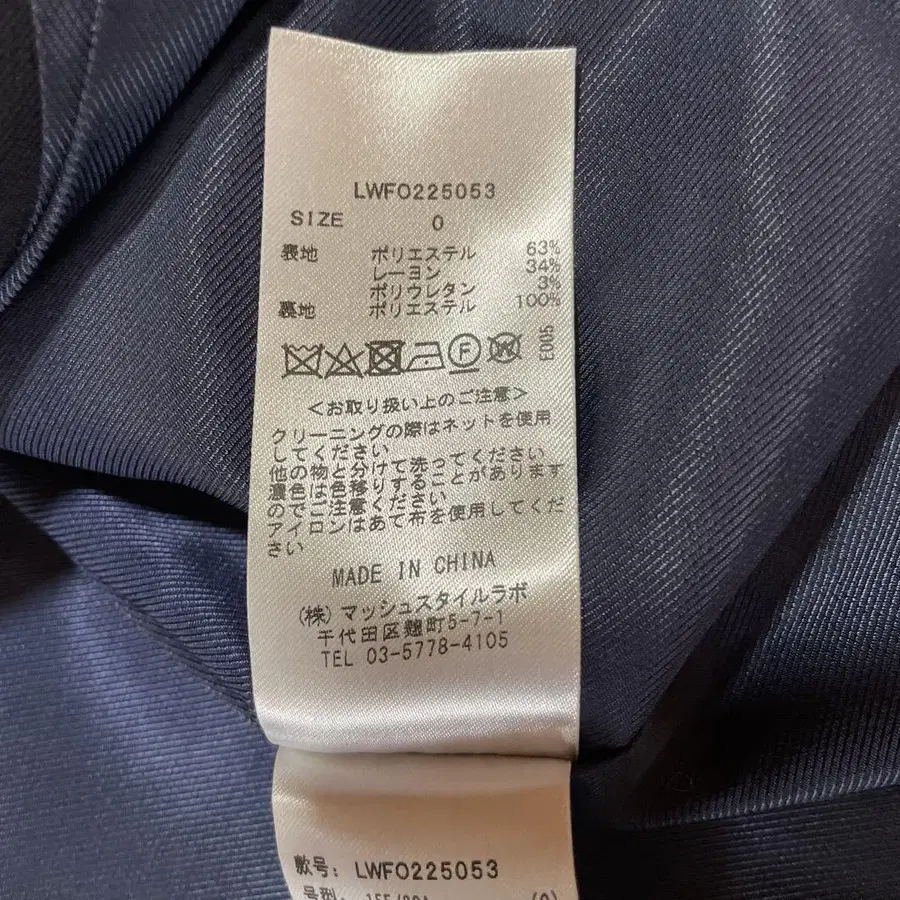 LWFO225053
SIZE 0
表地 ポリエステル 63%
レーヨン 34%
ポリウレタン 3%
裏地 ポリエステル 100%
F W E005
<お取り扱い上のご注意>
クリーニングの際はネットを使用
してください
他の物と分けて洗ってください
濃色は色移りすることがあります
のでご注意ください
アイロンはあて布を使用してくだ
さい
MADE IN CHINA
(株)マッシュスタイルラボ
千代田区麹町5-7-1
TEL 03-5778-4105
款号: LWFO225053
号型: (0)